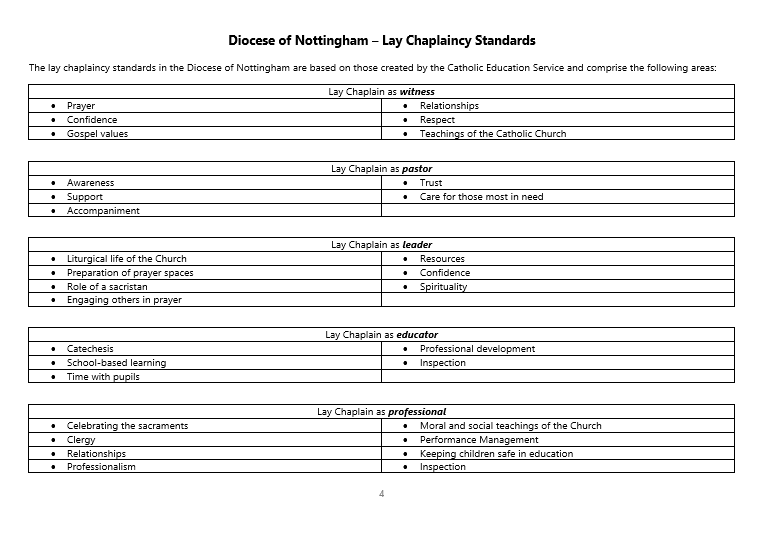 Diocese of Nottingham – Lay Chaplaincy Standards
The lay chaplaincy standards in the Diocese of Nottingham are based on those created by the Catholic Education Service and comprise the following areas:
Lay Chaplain as witness
• Prayer • Relationships
• Confidence • Respect
• Gospel values • Teachings of the Catholic Church
Lay Chaplain as pastor
• Awareness • Trust
• Support • Care for those most in need
• Accompaniment
Lay Chaplain as leader
• Liturgical life of the Church • Resources
• Preparation of prayer spaces • Confidence
• Role of a sacristan • Spirituality
• Engaging others in prayer
Lay Chaplain as educator
• Catechesis • Professional development
• School-based learning • Inspection
• Time with pupils
Lay Chaplain as professional
• Celebrating the sacraments • Moral and social teachings of the Church
• Clergy • Performance Management
• Relationships • Keeping children safe in education
• Professionalism • Inspection
4